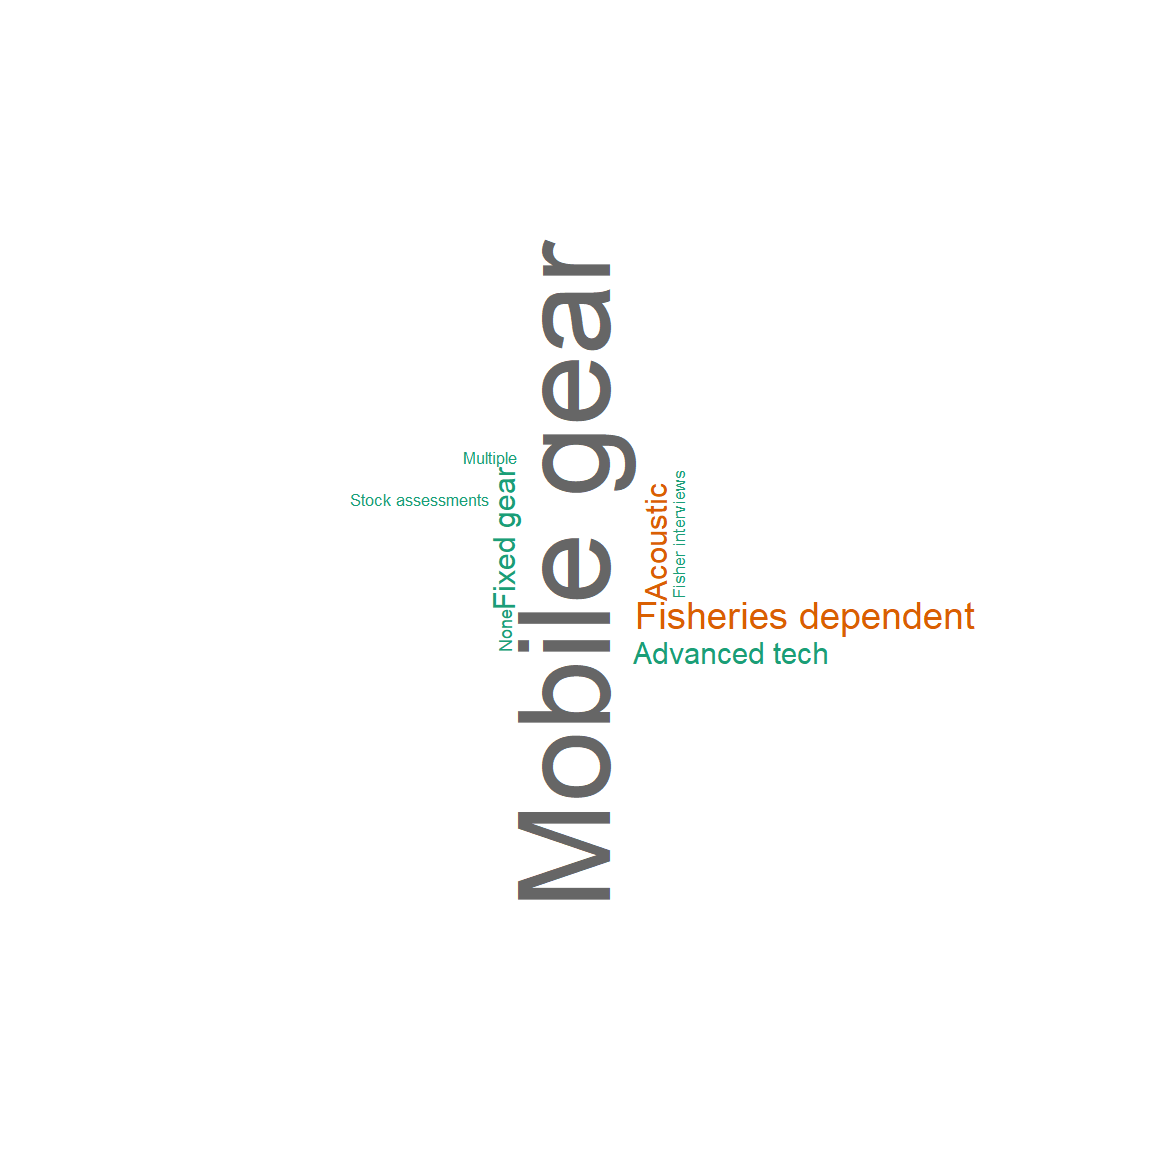 Mobile gear
Multiple
Stock assessments
Fixed gear
None
Acoustic
Fisher interviews
Fisheries dependent
Advanced tech